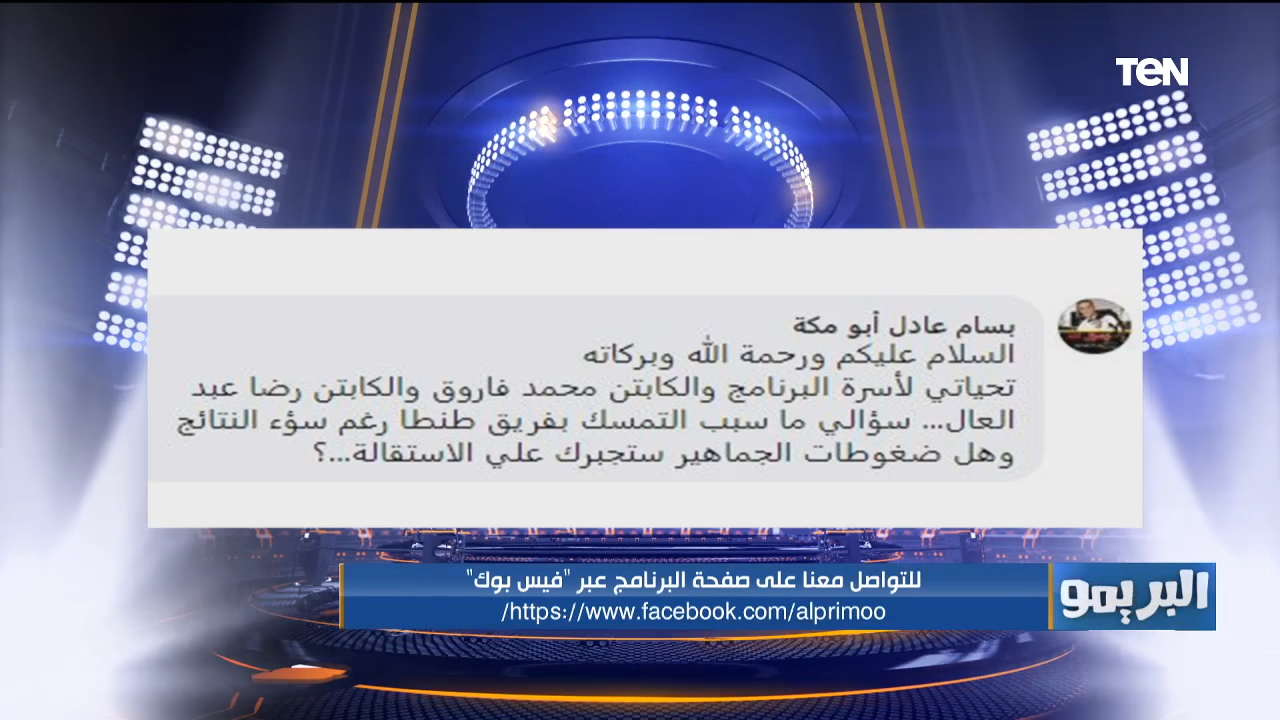 TEN
بسام عادل أبو مكة
السلام عليكم ورحمة الله وبركاته
تحياتي لأسرة البرنامج والكابتن محمد فاروق والكابتن رضا عبد
العال... سؤالي ما سبب التمسك بفريق طنطا رغم سؤء النتائج
وهل ضغوطات الجماهير ستجبرك علي الاستقالة...؟
للتواصل معنا على صفحة البرنامج عبر "فيس بوك"
https://www.facebook.com/alprimoo/
البريمو